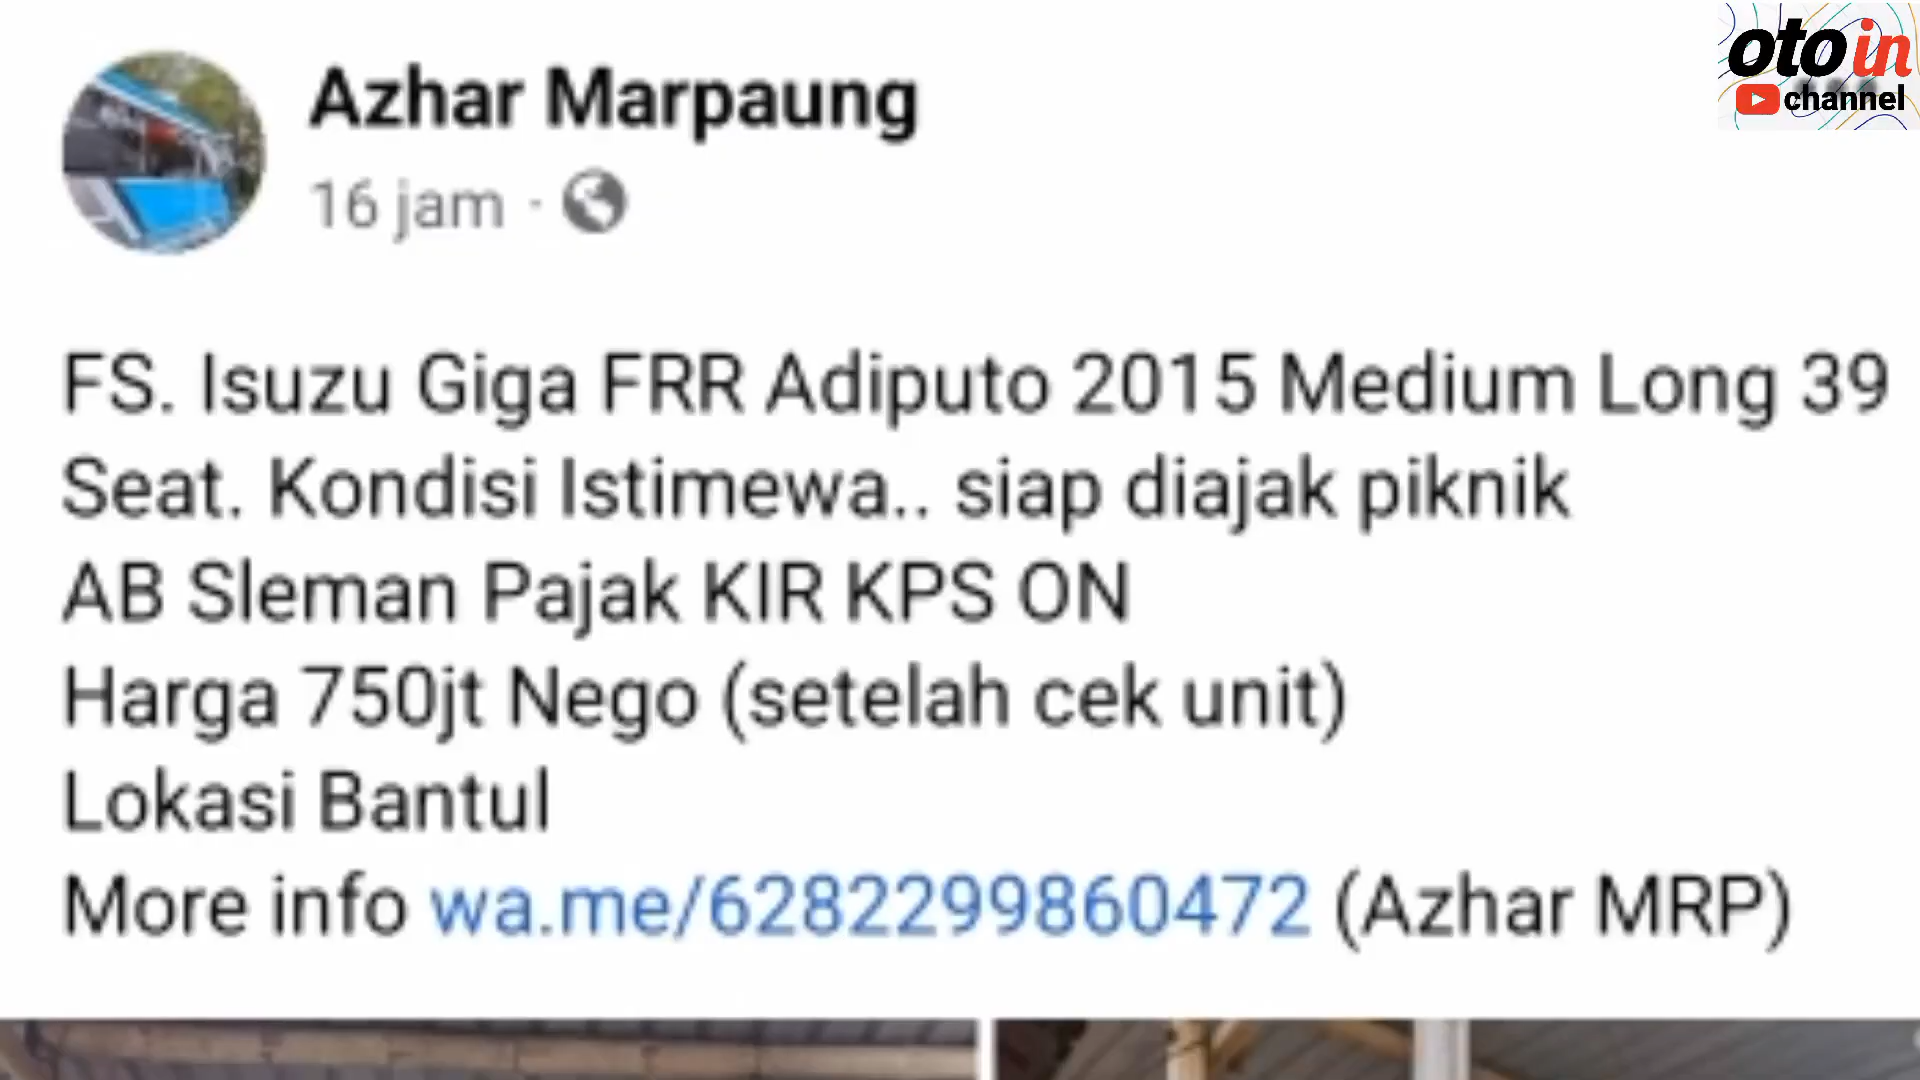 Azhar Marpaung
16 jam ·
FS. Isuzu Giga FRR Adiputo 2015 Medium Long 39
Seat. Kondisi Istimewa.. siap diajak piknik
AB Sleman Pajak KIR KPS ON
Harga 750jt Nego (setelah cek unit)
Lokasi Bantul
More info wa.me/6282299860472 (Azhar MRP)
otoin
channel